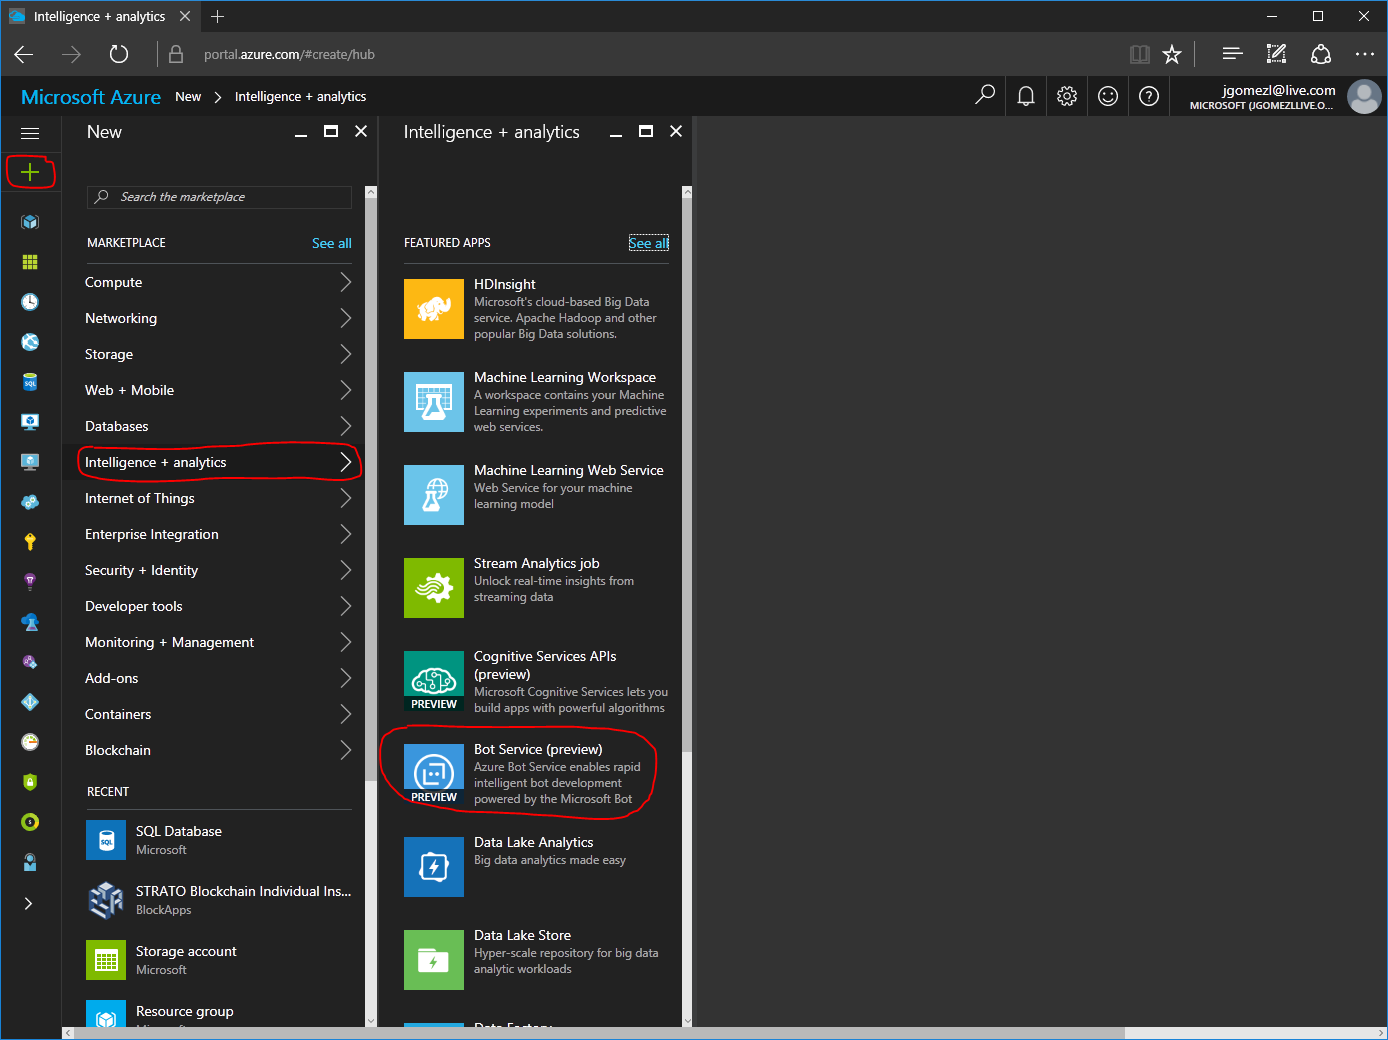 Intelligence + analytics
portal.azure.com/#create/hub
Microsoft Azure New > Intelligence + analytics
jgomezl@live.com
MICROSOFT (JGOMEZLLIVE.O...
New
Search the marketplace
MARKETPLACE See all
Compute
Networking
Storage
Web + Mobile
Databases
Intelligence + analytics
Internet of Things
Enterprise Integration
Security + Identity
Developer tools
Monitoring + Management
Add-ons
Containers
Blockchain
RECENT
SQL Database
Microsoft
STRATO Blockchain Individual Ins...
BlockApps
Storage account
Microsoft
Resource group
Intelligence + analytics
FEATURED APPS See all
HDInsight
Microsoft's cloud-based Big Data
service. Apache Hadoop and other
popular Big Data solutions.
Machine Learning Workspace
A workspace contains your Machine
Learning experiments and predictive
web services.
Machine Learning Web Service
Web Service for your machine
learning model
Stream Analytics job
Unlock real-time insights from
streaming data
Cognitive Services APIs
(preview)
Microsoft Cognitive Services lets you
build apps with powerful algorithms
PREVIEW
Bot Service (preview)
Azure Bot Service enables rapid
intelligent bot development
powered by the Microsoft Bot
PREVIEW
Data Lake Analytics
Big data analytics made easy
Data Lake Store
Hyper-scale repository for big data
analytic workloads
Data Factory